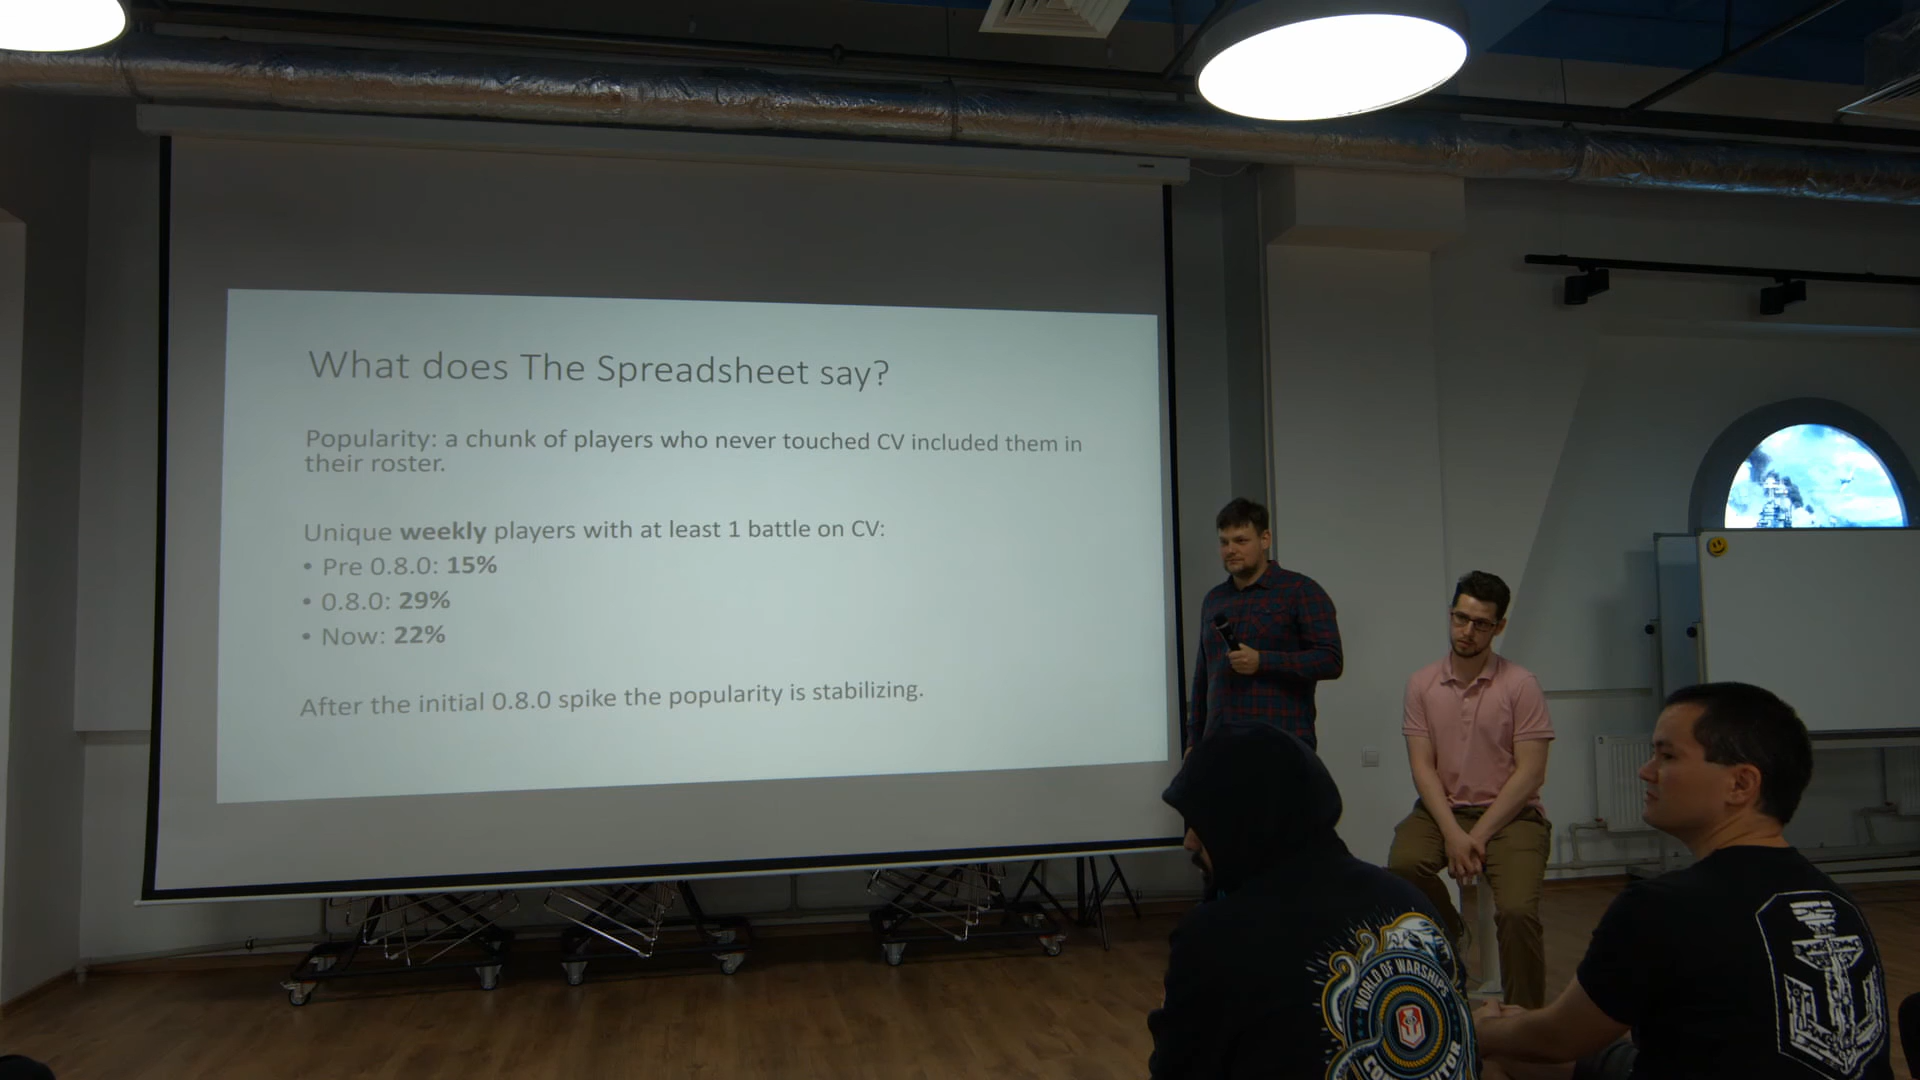 What does The Spreadsheet say?
Popularity: a chunk of players who never touched CV included them in
their roster.
Unique weekly players with at least 1 battle on CV:
• Pre 0.8.0: 15%
• 0.8.0: 29%
• Now: 22%
After the initial 0.8.0 spike the popularity is stabilizing.
WORLD OF WARSHIPS